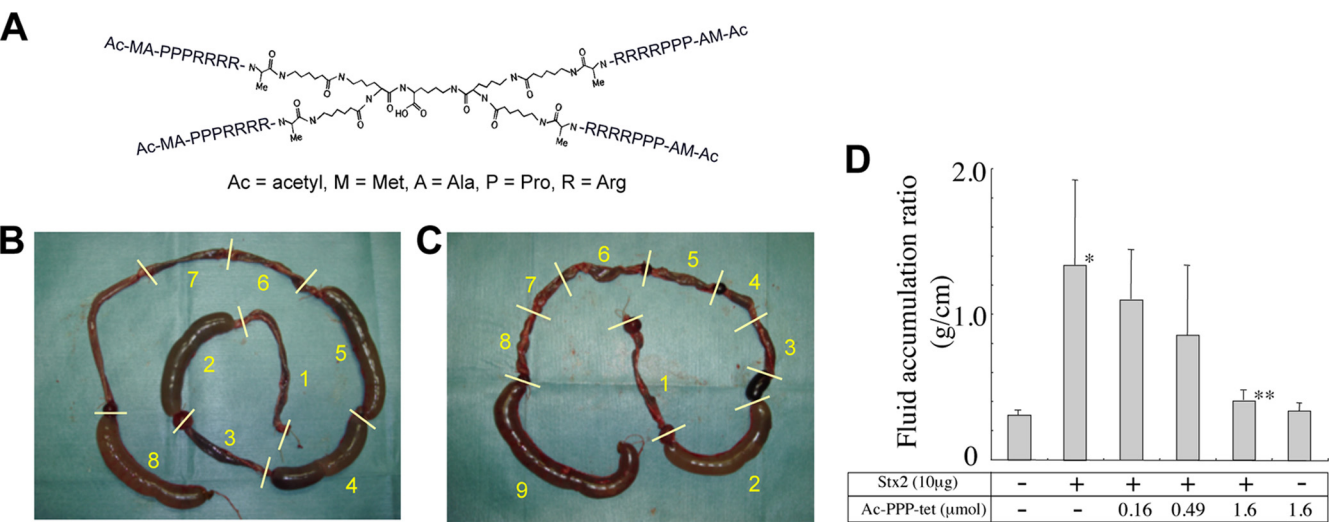 A
Ac-MA-PPPRRRR-
-RRRRPPP-AM-Ac
N
O
Me
N
O
N
O
N
N
O
N
O
N
Me
N
N
O
HO
O
O
N
Ac-MA-PPPRRRR-
N
O
Me
N
O
O
N
O
N
Me
-RRRRPPP-AM-Ac
Ac = acetyl, M = Met, A = Ala, P = Pro, R = Arg
B
7
6
2
5
1
3
8
4
C
6
5
7
4
8
3
1
9
2
D
Fluid accumulation ratio
(g/cm)
2.0
1.0
0
*
**
Stx2 (10μg) - + + + + -
Ac-PPP-tet (μmol) - - 0.16 0.49 1.6 1.6